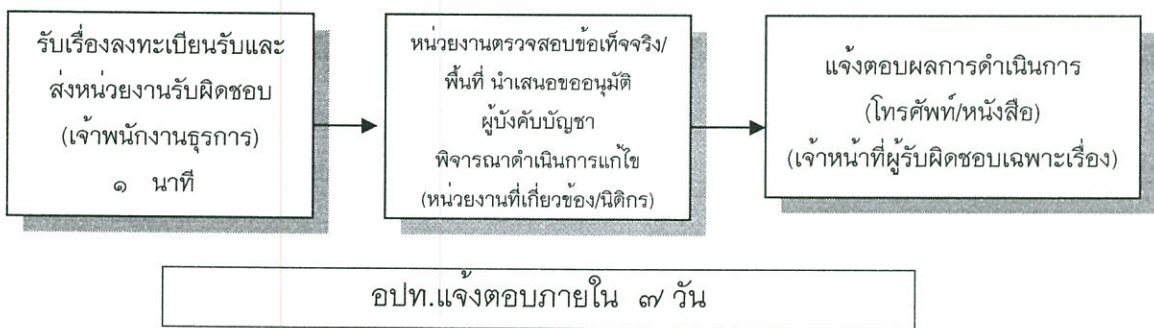 รับเรื่องลงทะเบียนรับและ
ส่งหน่วยงานรับผิดชอบ
(เจ้าพนักงานธุรการ)
๑ นาที
หน่วยงานตรวจสอบข้อเท็จจริง/
พื้นที่ นำเสนอขออนุมัติ
ผู้บังคับบัญชา
พิจารณาดำเนินการแก้ไข
(หน่วยงานที่เกี่ยวข้อง/นิติกร)
แจ้งตอบผลการดำเนินการ
(โทรศัพท์/หนังสือ)
(เจ้าหน้าที่ผู้รับผิดชอบเฉพาะเรื่อง)
อปท.แจ้งตอบภายใน ๗ วัน